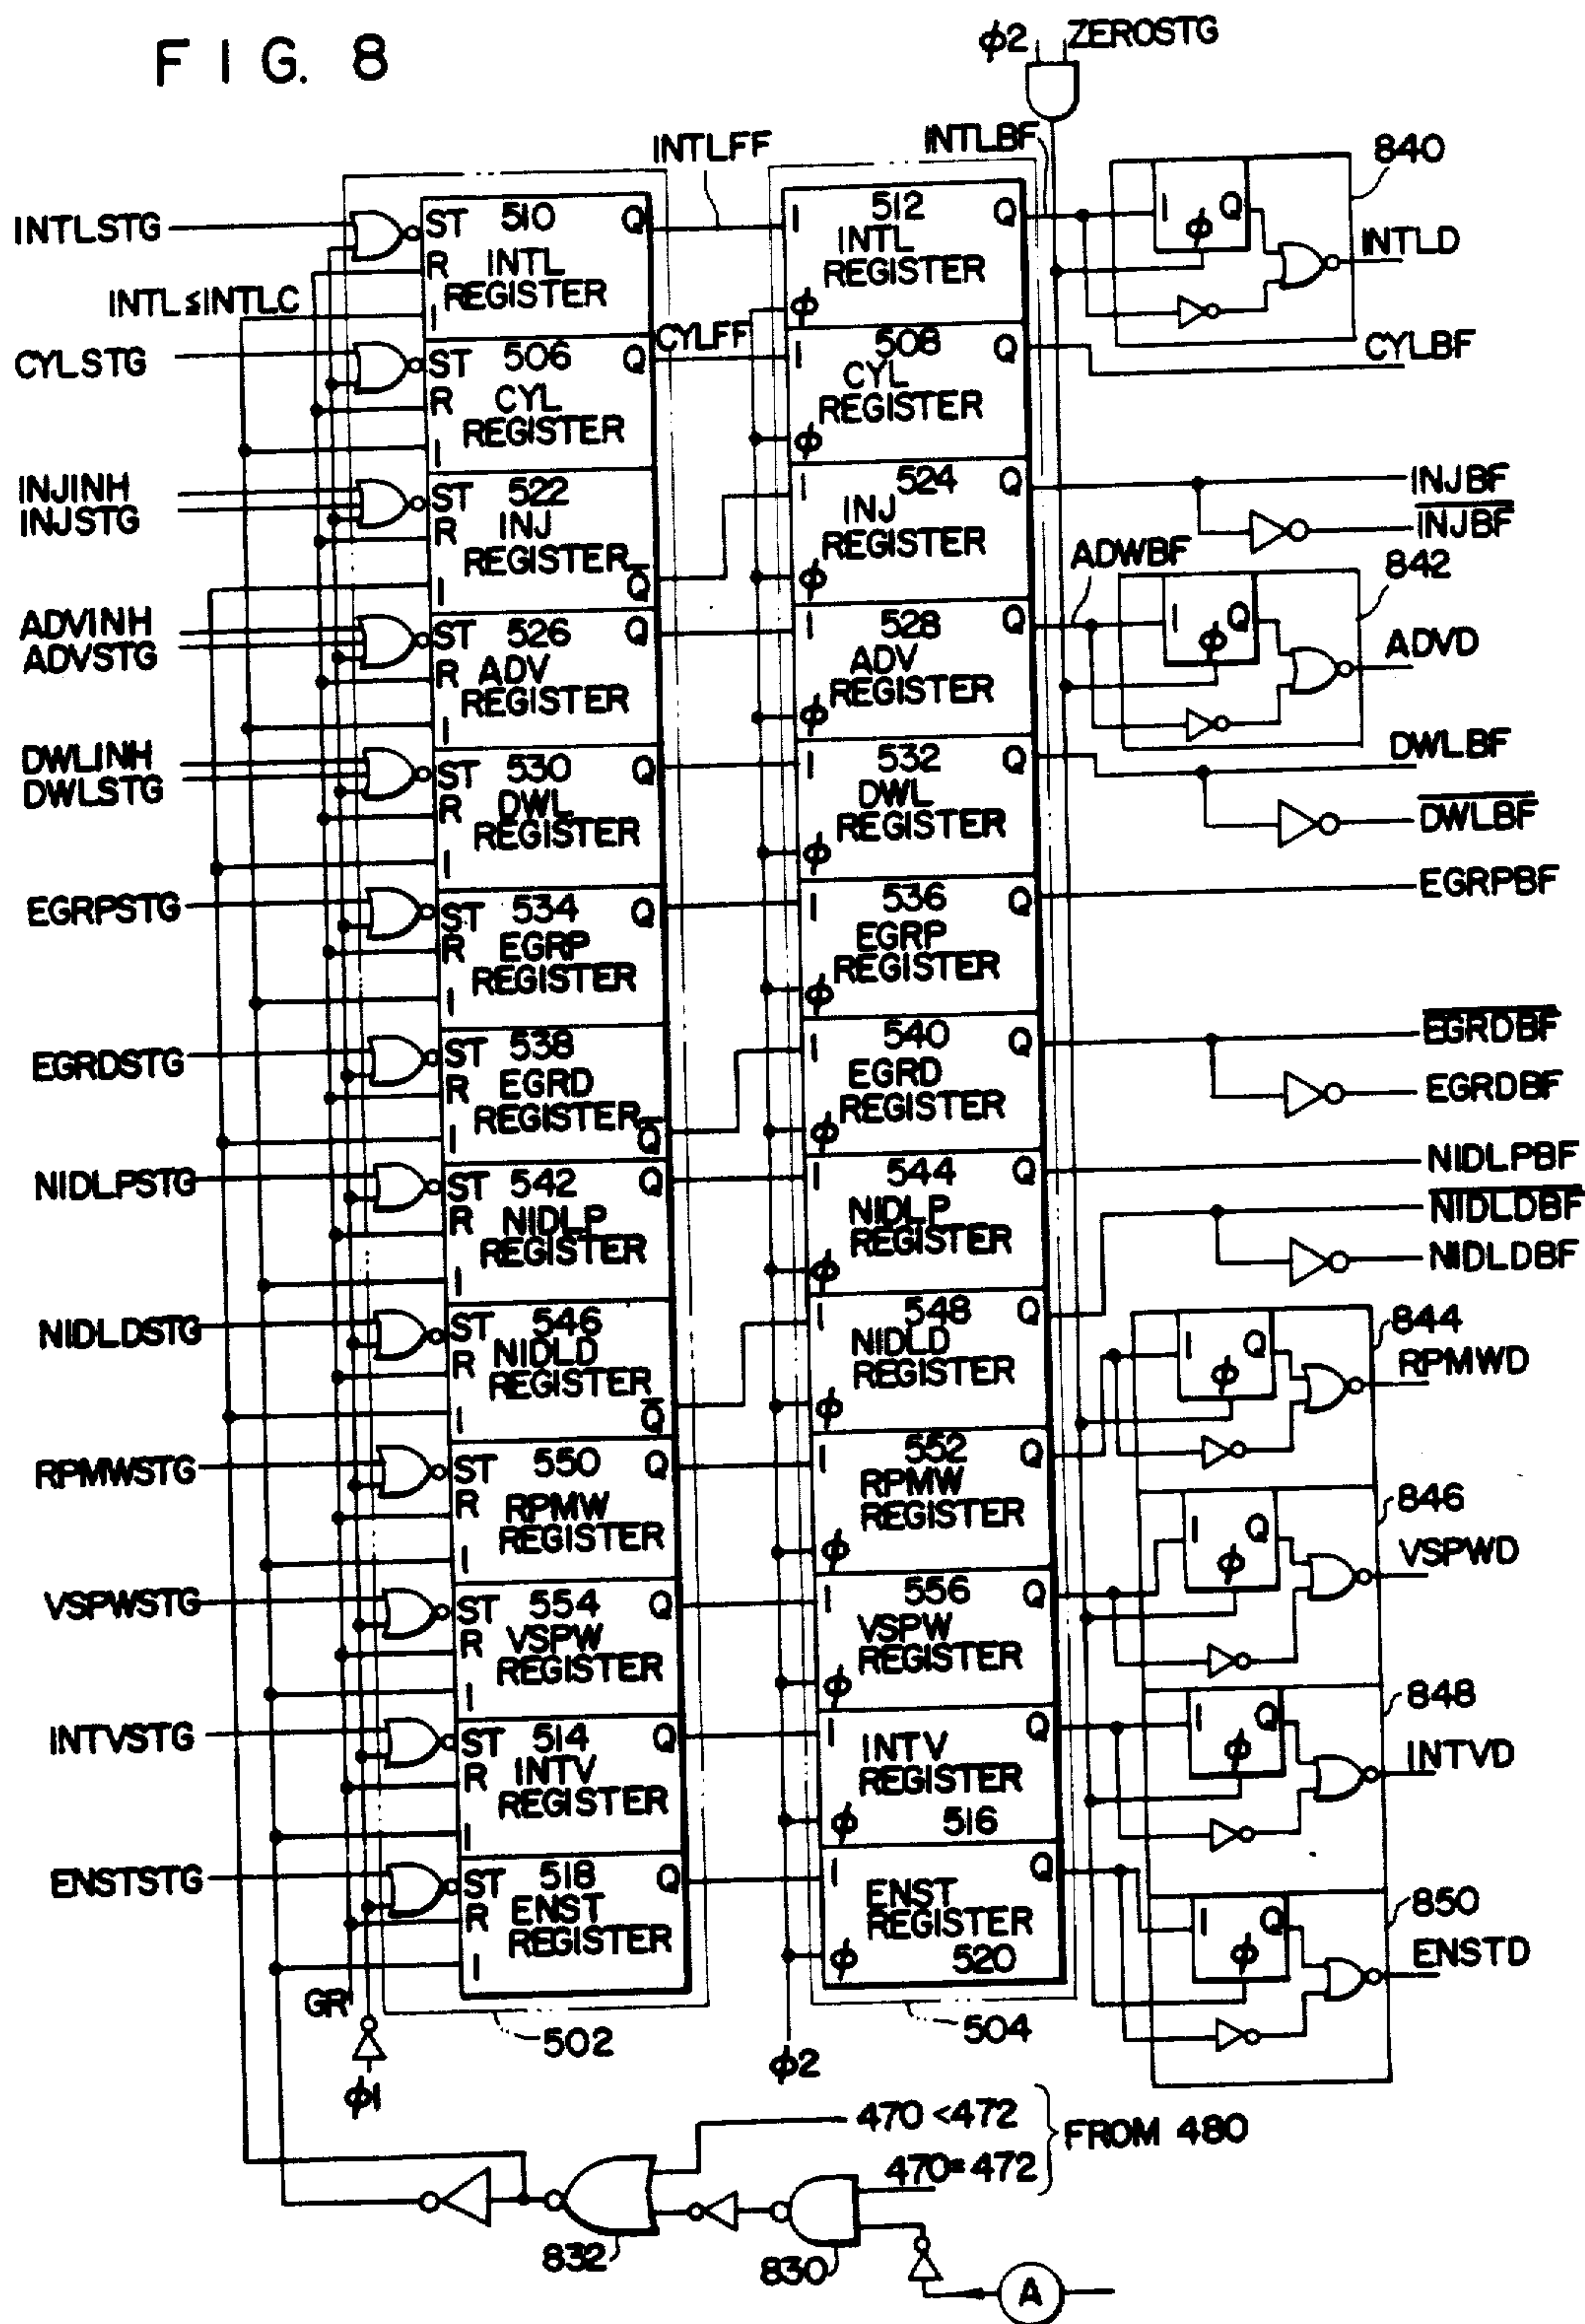 FIG. 8
φ2 ZEROSTG
INTLFF
INTLBF
840
INTLSTG
ST 510 Q
R INTL
REGISTER
I
I 512 Q
INTL
REGISTER
φ
I Q
φ
INTLD
INTL≦INTLC
CYLSTG
ST 506 Q
R CYL
REGISTER
I
CYLFF
I 508 Q
CYL
REGISTER
φ
CYLBF
INJINH
INJSTG
ST 522
R INJ
REGISTER Q̅
I
I 524 Q
INJ
REGISTER
φ
INJBF
I̅N̅J̅B̅F̅
ADWBF
842
ADVINH
ADVSTG
ST 526 Q
R ADV
REGISTER
I
I 528 Q
ADV
REGISTER
φ
I Q
φ
ADVD
DWLINH
DWLSTG
ST 530 Q
R DWL
REGISTER
I
I 532 Q
DWL
REGISTER
φ
DWLBF
D̅W̅L̅B̅F̅
EGRPSTG
ST 534 Q
R EGRP
REGISTER
I
I 536 Q
EGRP
REGISTER
φ
EGRPBF
EGRDSTG
ST 538
R EGRD
REGISTER Q̅
I
I 540 Q
EGRD
REGISTER
φ
E̅G̅R̅D̅B̅F̅
EGRDBF
NIDLPSTG
ST 542 Q
R NIDLP
REGISTER
I
I 544 Q
NIDLP
REGISTER
φ
NIDLPBF
N̅I̅D̅L̅D̅B̅F̅
NIDLDBF
NIDLDSTG
ST 546
R NIDLD
REGISTER
I Q̅
I 548 Q
NIDLD
REGISTER
φ
844
I Q
φ
RPMWD
RPMWSTG
ST 550 Q
R RPMW
REGISTER
I
I 552 Q
RPMW
REGISTER
φ
846
I Q
φ
VSPWD
VSPWSTG
ST 554 Q
R VSPW
REGISTER
I
I 556 Q
VSPW
REGISTER
φ
848
I Q
φ
INTVD
INTVSTG
ST 514 Q
R INTV
REGISTER
I
I Q
INTV
REGISTER
φ 516
850
I Q
φ
ENSTD
ENSTSTG
ST 518 Q
R ENST
REGISTER
I
I Q
ENST
REGISTER
φ 520
GR
502
504
φ1
φ2
470<472
470=472
FROM 480
832
830
A